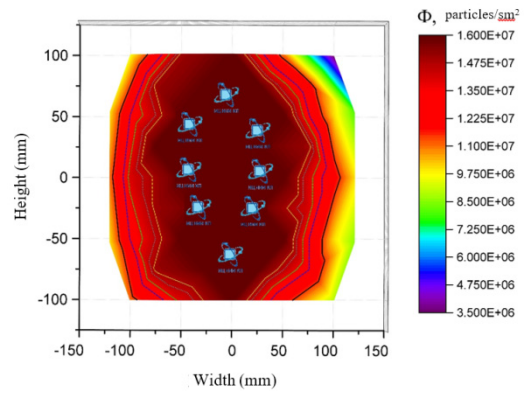 Φ, particles/sm²
1.600E+07
1.475E+07
1.350E+07
1.225E+07
1.100E+07
9.750E+06
8.500E+06
7.250E+06
6.000E+06
4.750E+06
3.500E+06
Height (mm)
100
50
0
-50
-100
-150 -100 -50 0 50 100 150
Width (mm)